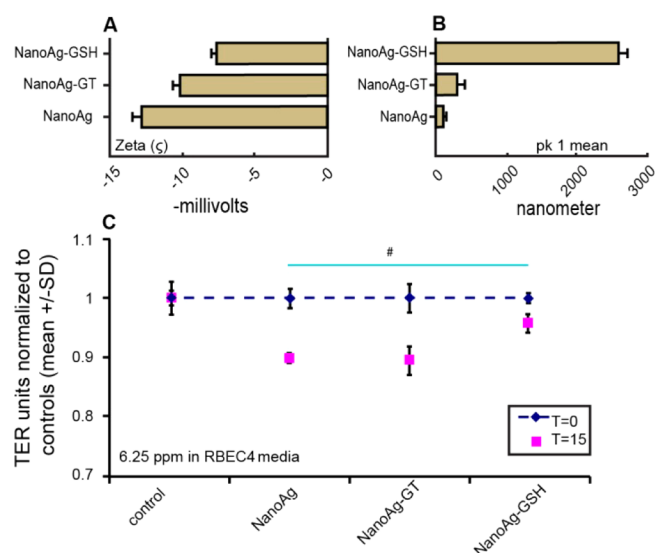 A
NanoAg-GSH
NanoAg-GT
NanoAg
Zeta (ς)
-15
-10
-5
-0
-millivolts
B
NanoAg-GSH
NanoAg-GT
NanoAg
pk 1 mean
0
1000
2000
3000
nanometer
C
TER units normalized to
controls (mean +/-SD)
1.1
1
0.9
0.8
0.7
#
6.25 ppm in RBEC4 media
T=0
T=15
control
NanoAg
NanoAg-GT
NanoAg-GSH